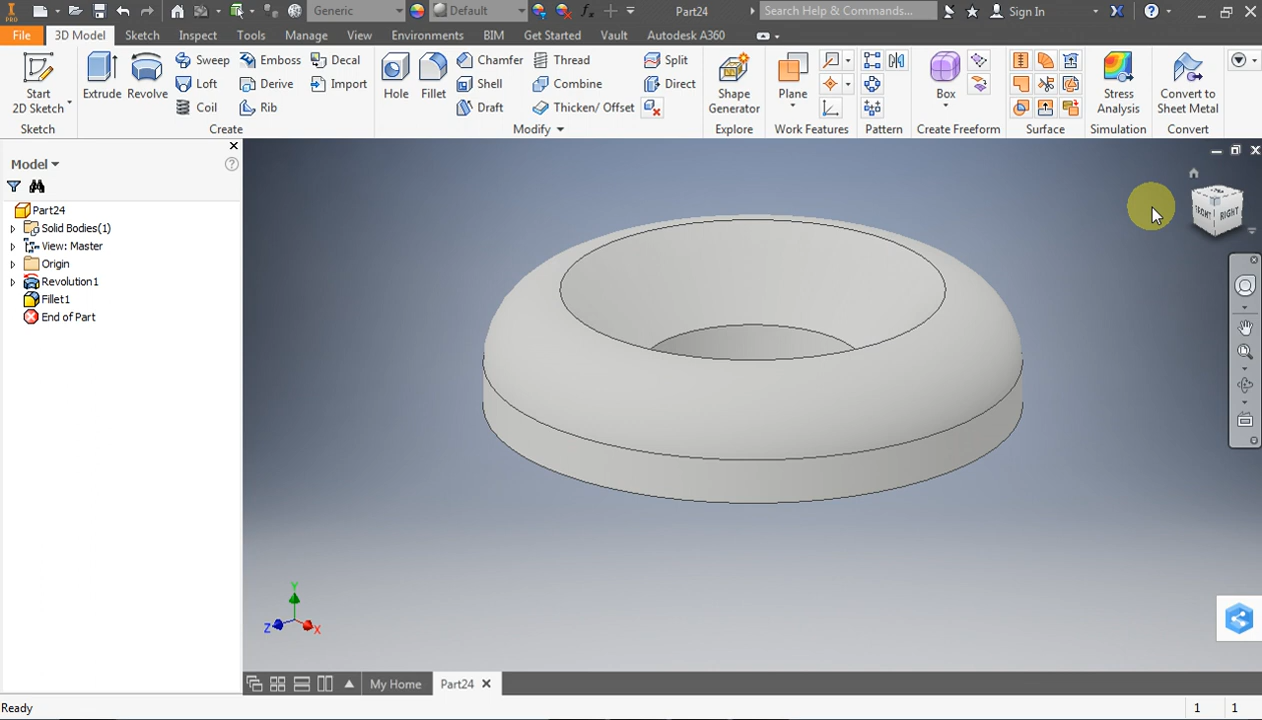 PRO Generic Default fx Part24 Search Help & Commands... Sign In
File 3D Model Sketch Inspect Tools Manage View Environments BIM Get Started Vault Autodesk A360
Start 2D Sketch
Extrude
Revolve
Sweep Emboss Decal
Loft Derive Import
Coil Rib
Hole
Fillet
Chamfer Thread Split
Shell Combine Direct
Draft Thicken/ Offset
Shape Generator
Plane
Box
Stress Analysis
Convert to Sheet Metal
Sketch Create Modify Explore Work Features Pattern Create Freeform Surface Simulation Convert
Model
Part24
Solid Bodies(1)
View: Master
Origin
Revolution1
Fillet1
End of Part
TOP
FRONT RIGHT
Y
Z X
My Home Part24
Ready 1 1